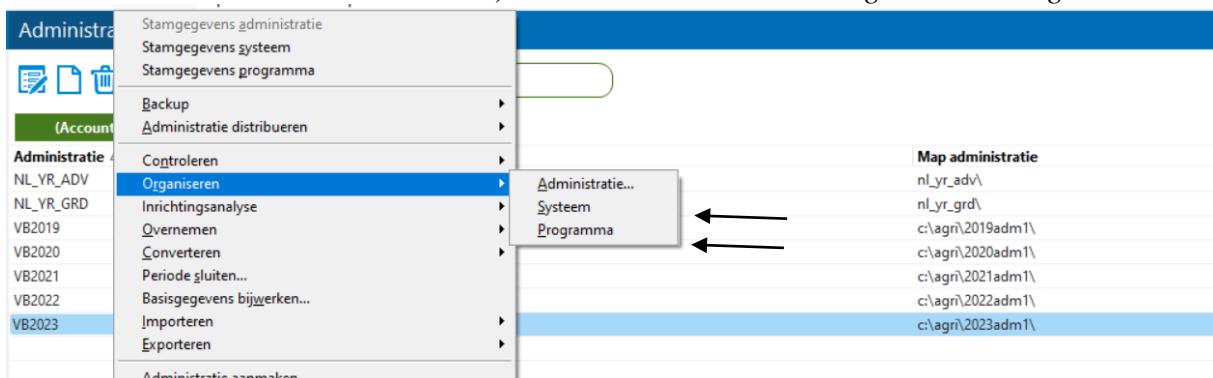 Administra
Stamgegevens administratie
Stamgegevens systeem
Stamgegevens programma
Backup
Administratie distribueren
(Account
Administratie
Map administratie
Controleren
NL_YR_ADV
nl_yr_adv\
Organiseren
Administratie...
NL_YR_GRD
nl_yr_grd\
Inrichtingsanalyse
Systeem
VB2019
c:\agri\2019adm1\
Overnemen
Programma
VB2020
c:\agri\2020adm1\
Converteren
VB2021
c:\agri\2021adm1\
Periode sluiten...
VB2022
c:\agri\2022adm1\
Basisgegevens bijwerken...
VB2023
c:\agri\2023adm1\
Importeren
Exporteren
Administratie aanmaken